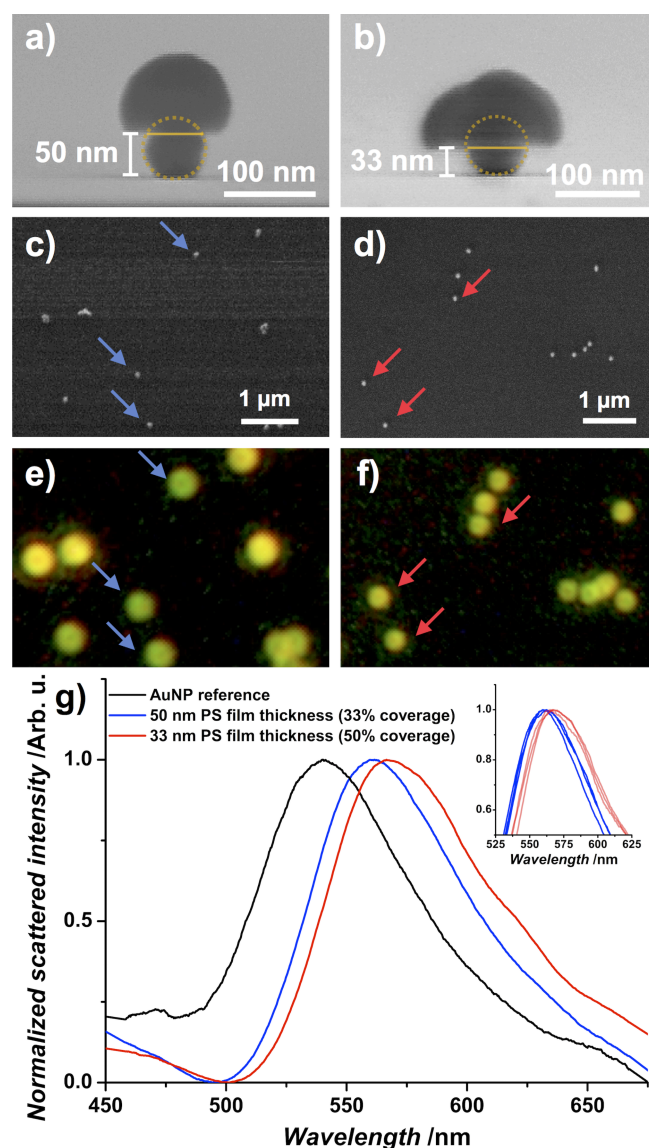 a)
50 nm
100 nm
b)
33 nm
100 nm
c)
1 µm
d)
1 µm
e)
f)
g)
AuNP reference
50 nm PS film thickness (33% coverage)
33 nm PS film thickness (50% coverage)
Normalized scattered intensity /Arb. u.
1.0
0.5
0.0
450
500
550
600
650
Wavelength /nm
1.0
0.8
0.6
525
550
575
600
625
Wavelength /nm